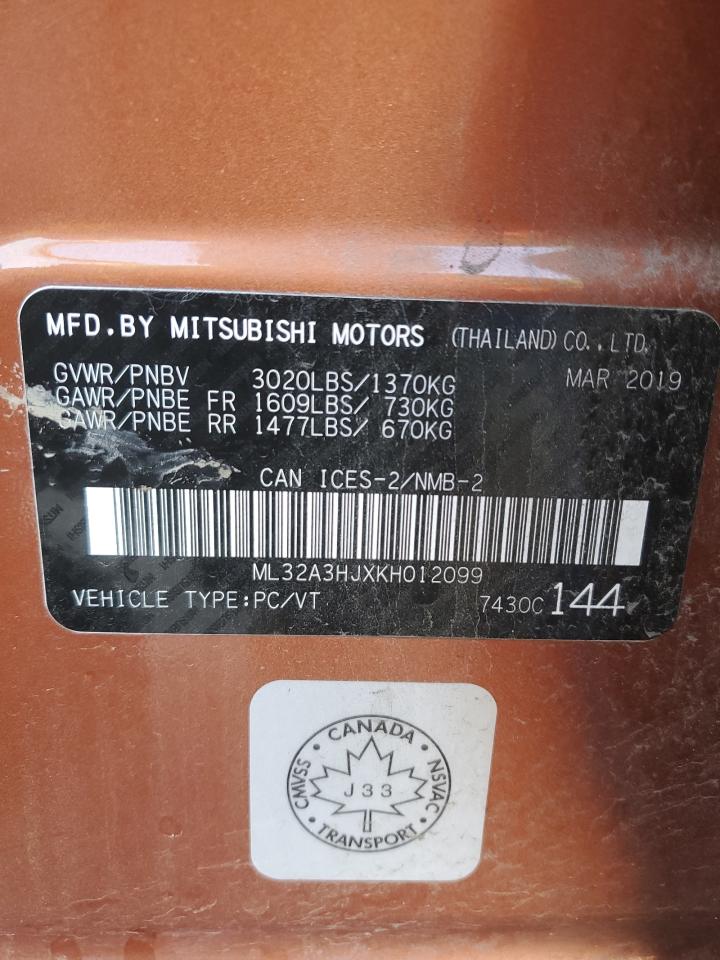 MFD.BY MITSUBISHI MOTORS (THAILAND) CO.,LTD.
GVWR/PNBV 3020LBS/1370KG MAR 2019
GAWR/PNBE FR 1609LBS/ 730KG
GAWR/PNBE RR 1477LBS/ 670KG
CAN ICES-2/NMB-2
ML32A3HJXKH012099
VEHICLE TYPE:PC/VT 7430C 144
CANADA
CMVSS · NSVAC
J33
TRANSPORT